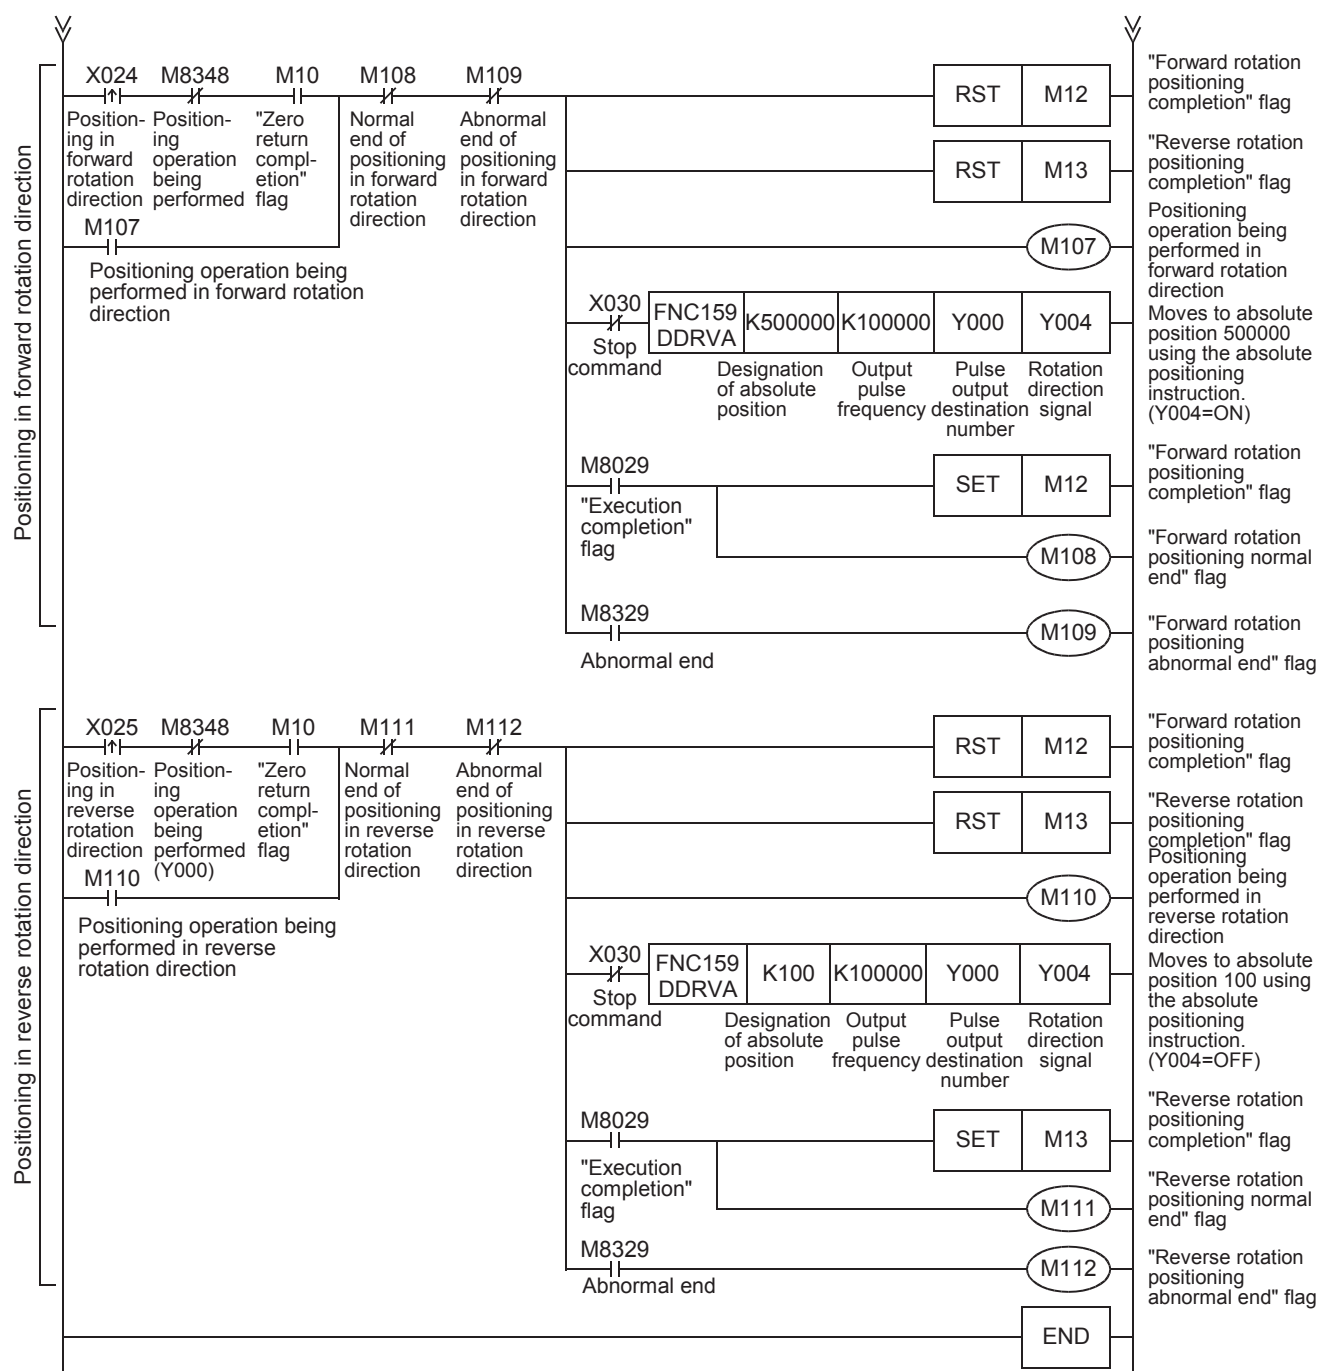 Positioning in forward rotation direction
X024 M8348 M10 M108 M109
Position-
ing in
forward
rotation
direction
Position-
ing
operation
being
performed
"Zero
return
compl-
etion"
flag
Normal
end of
positioning
in forward
rotation
direction
Abnormal
end of
positioning
in forward
rotation
direction
RST M12
"Forward rotation
positioning
completion" flag
RST M13
"Reverse rotation
positioning
completion" flag
M107
Positioning operation being
performed in forward rotation
direction
M107
Positioning
operation being
performed in
forward rotation
direction
X030
Stop
command
FNC159
DDRVA
K500000 K100000 Y000 Y004
Designation
of absolute
position
Output
pulse
frequency
Pulse
output
destination
number
Rotation
direction
signal
Moves to absolute
position 500000
using the absolute
positioning
instruction.
(Y004=ON)
M8029
"Execution
completion"
flag
SET M12
"Forward rotation
positioning
completion" flag
M108
"Forward rotation
positioning normal
end" flag
M8329
Abnormal end
M109
"Forward rotation
positioning
abnormal end" flag
Positioning in reverse rotation direction
X025 M8348 M10 M111 M112
Position-
ing in
reverse
rotation
direction
Position-
ing
operation
being
performed
(Y000)
"Zero
return
compl-
etion"
flag
Normal
end of
positioning
in reverse
rotation
direction
Abnormal
end of
positioning
in reverse
rotation
direction
RST M12
"Forward rotation
positioning
completion" flag
RST M13
"Reverse rotation
positioning
completion" flag
M110
Positioning operation being
performed in reverse
rotation direction
M110
Positioning
operation being
performed in
reverse rotation
direction
X030
Stop
command
FNC159
DDRVA
K100 K100000 Y000 Y004
Designation
of absolute
position
Output
pulse
frequency
Pulse
output
destination
number
Rotation
direction
signal
Moves to absolute
position 100 using
the absolute
positioning
instruction.
(Y004=OFF)
M8029
"Execution
completion"
flag
SET M13
"Reverse rotation
positioning
completion" flag
M111
"Reverse rotation
positioning normal
end" flag
M8329
Abnormal end
M112
"Reverse rotation
positioning
abnormal end" flag
END